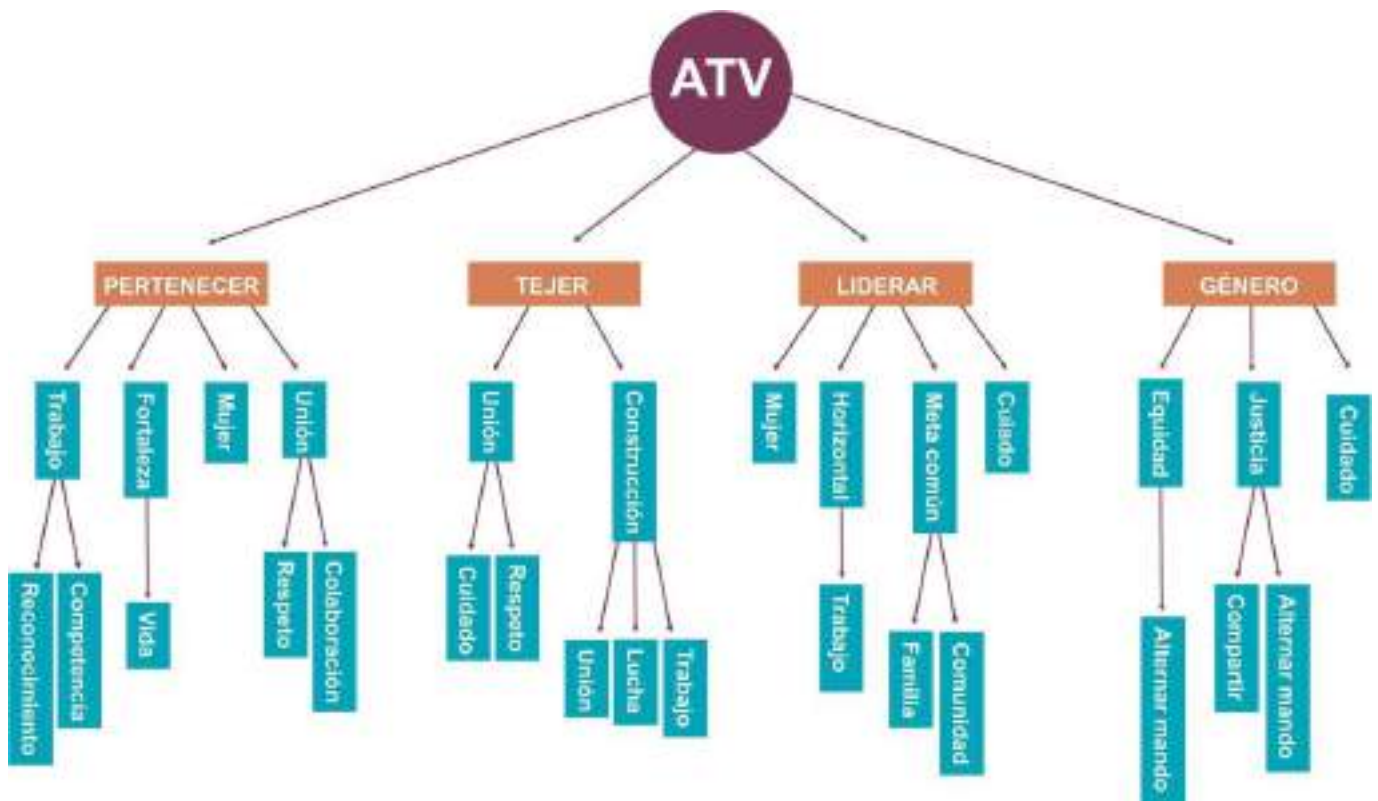 ATV
PERTENECER
TEJER
LIDERAR
GÉNERO
Trabajo
Fortaleza
Mujer
Unión
Unión
Construcción
Mujer
Horizontal
Meta común
Cuiado
Equidad
Justicia
Cuidado
Reconocimiento
Competencia
Vida
Respeto
Colaboración
Cuidado
Respeto
Unión
Lucha
Trabajo
Trabajo
Familia
Comunidad
Alternar mando
Compartir
Alternar mando